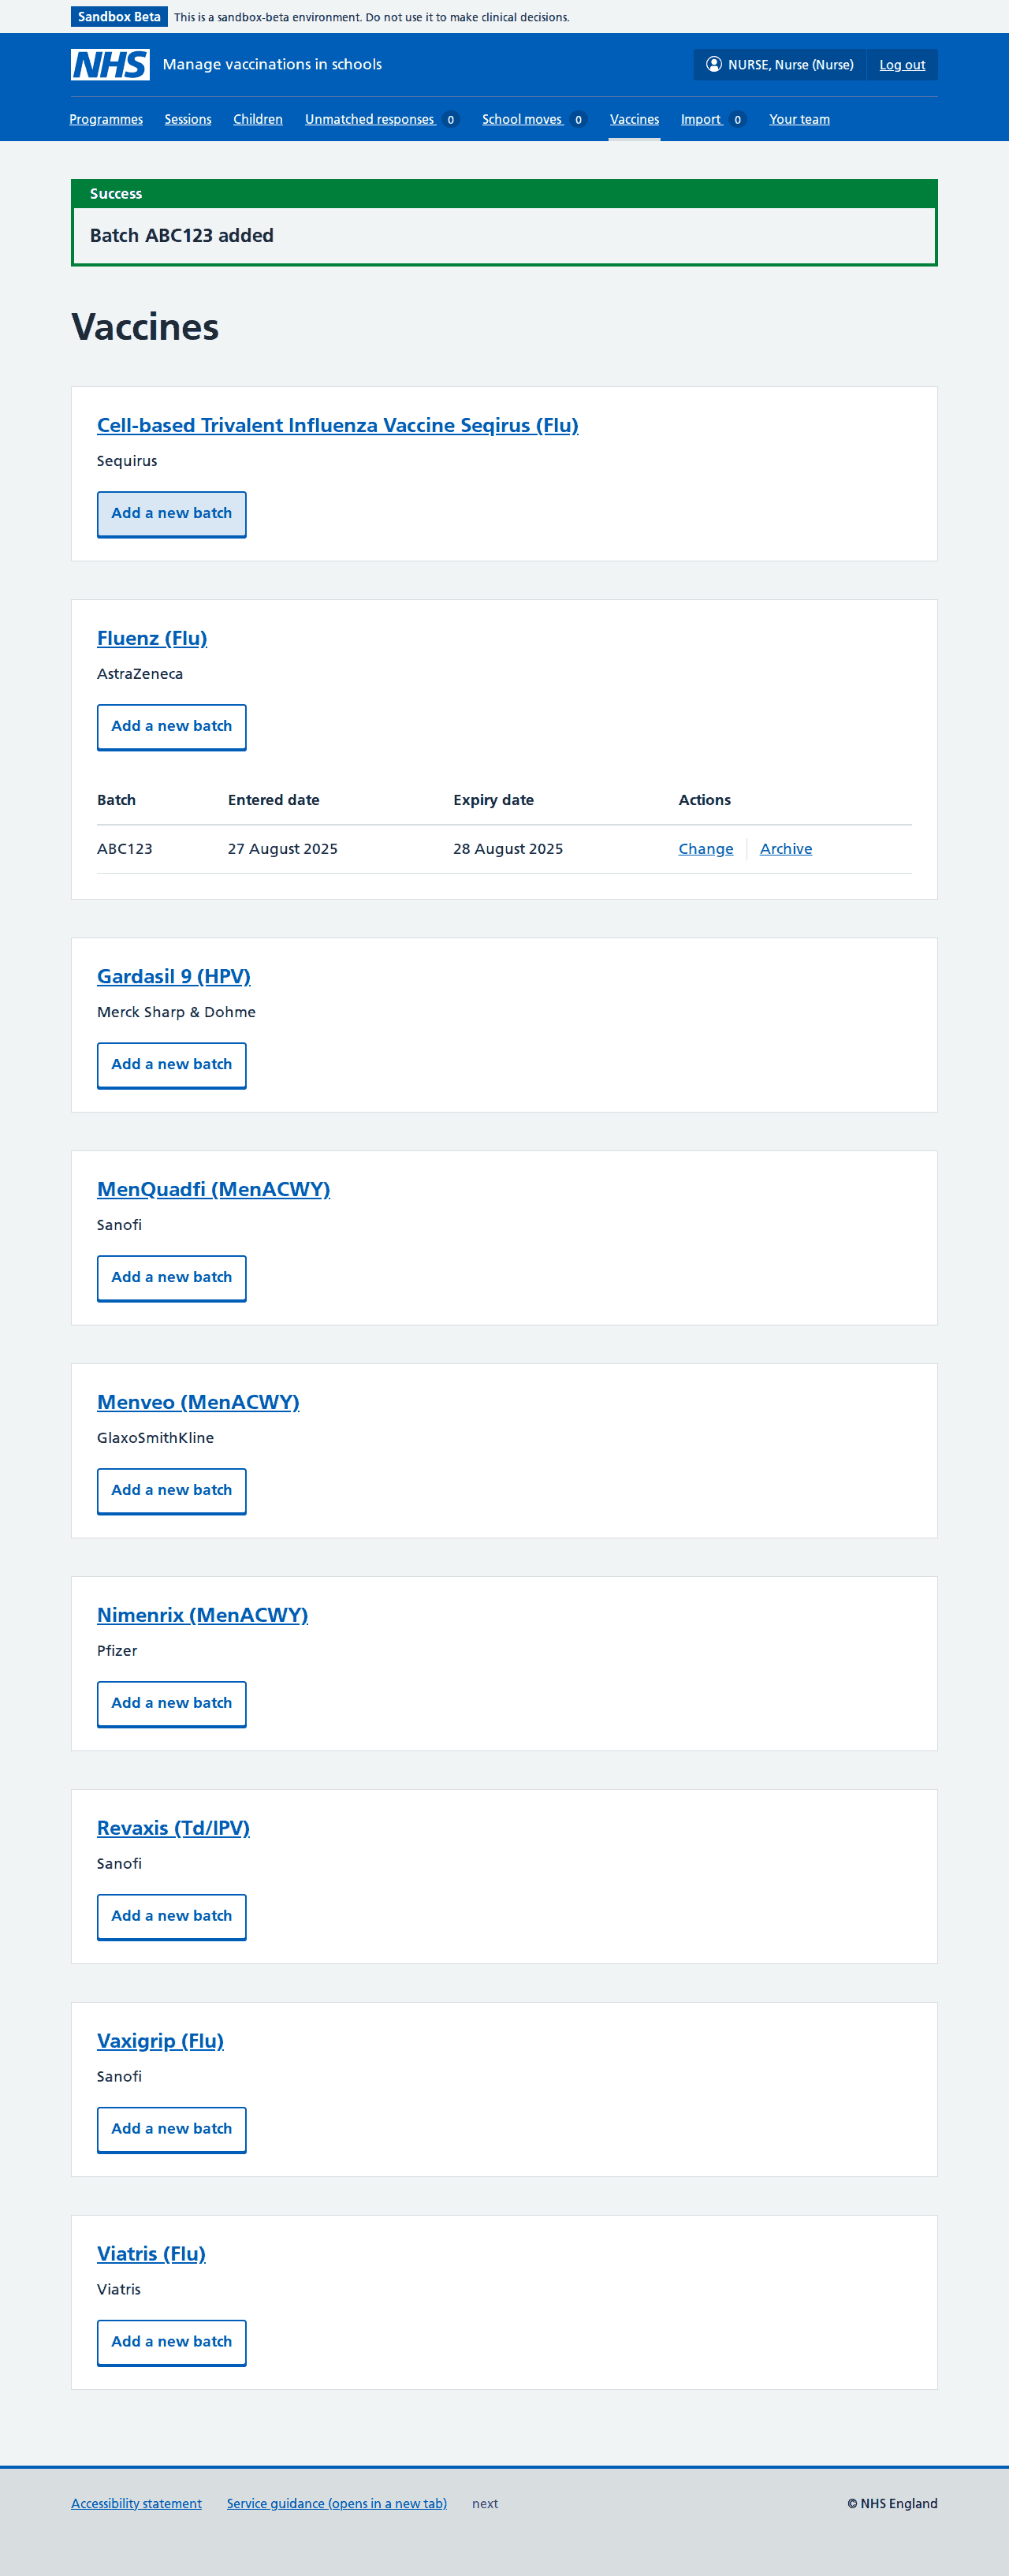 Sandbox Beta This is a sandbox-beta environment. Do not use it to make clinical decisions.
NHS Manage vaccinations in schools NURSE, Nurse (Nurse) Log out
Programmes Sessions Children Unmatched responses 0 School moves 0 Vaccines Import 0 Your team
Success
Batch ABC123 added
Vaccines
Cell-based Trivalent Influenza Vaccine Seqirus (Flu)
Sequirus
Add a new batch
Fluenz (Flu)
AstraZeneca
Add a new batch
Batch Entered date Expiry date Actions
ABC123 27 August 2025 28 August 2025 Change Archive
Gardasil 9 (HPV)
Merck Sharp & Dohme
Add a new batch
MenQuadfi (MenACWY)
Sanofi
Add a new batch
Menveo (MenACWY)
GlaxoSmithKline
Add a new batch
Nimenrix (MenACWY)
Pfizer
Add a new batch
Revaxis (Td/IPV)
Sanofi
Add a new batch
Vaxigrip (Flu)
Sanofi
Add a new batch
Viatris (Flu)
Viatris
Add a new batch
Accessibility statement Service guidance (opens in a new tab) next © NHS England